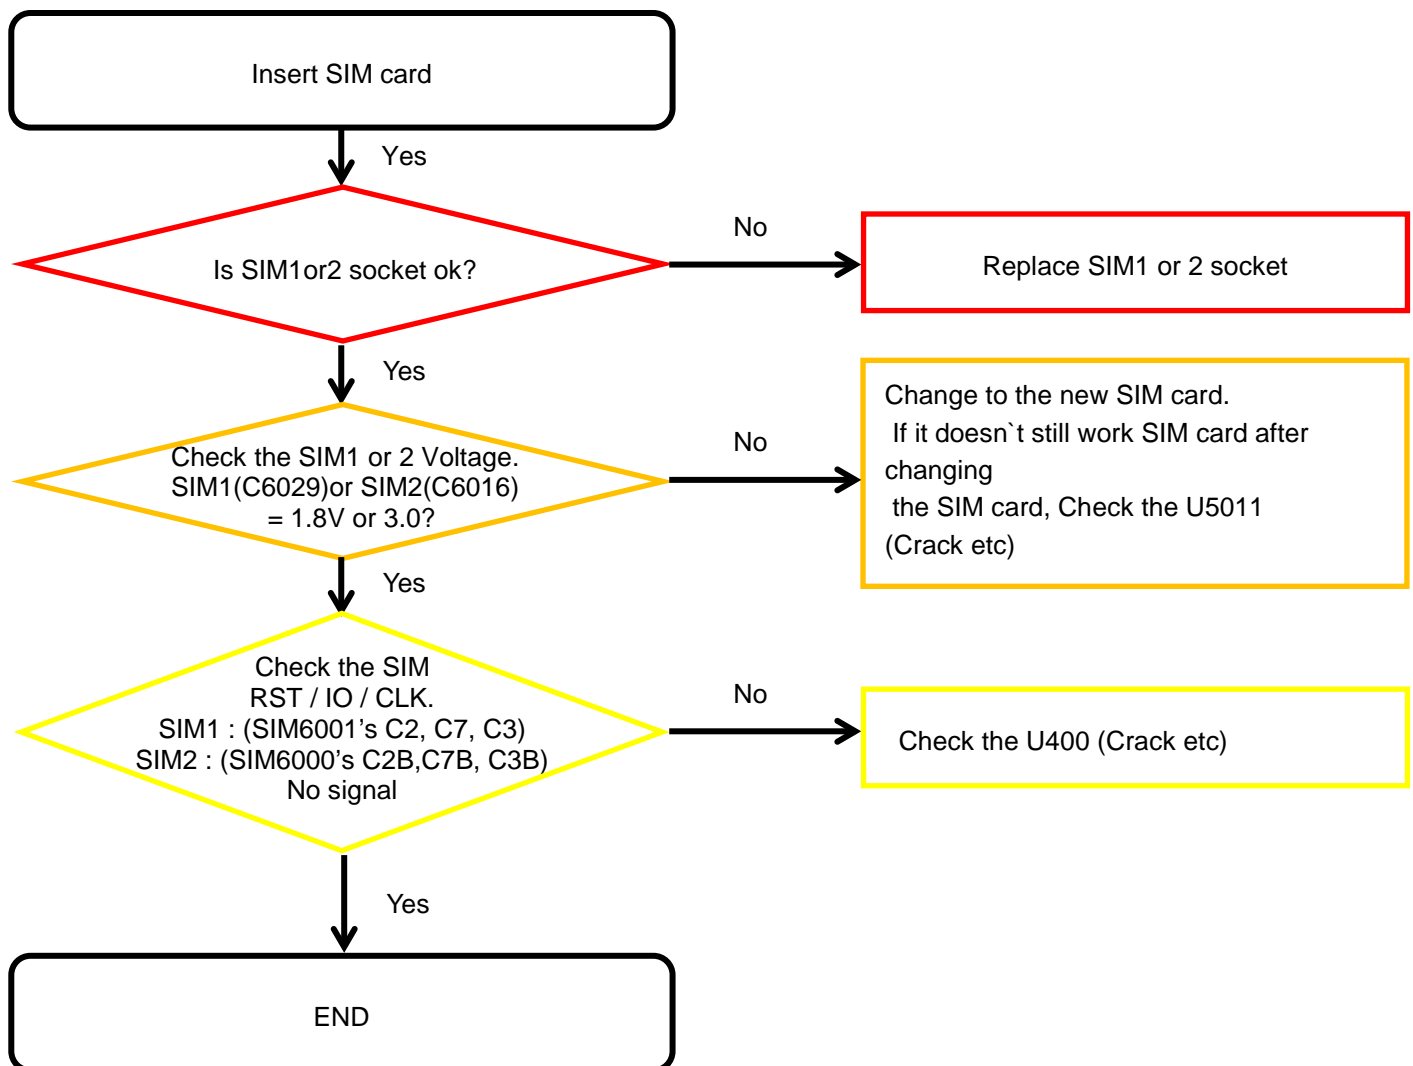 Insert SIM card
Yes
Is SIM1or2 socket ok?
No
Replace SIM1 or 2 socket
Yes
Check the SIM1 or 2 Voltage.
SIM1(C6029)or SIM2(C6016)
= 1.8V or 3.0?
No
Change to the new SIM card.
If it doesn`t still work SIM card after
changing
the SIM card, Check the U5011
(Crack etc)
Yes
Check the SIM
RST / IO / CLK.
SIM1 : (SIM6001’s C2, C7, C3)
SIM2 : (SIM6000’s C2B,C7B, C3B)
No signal
No
Check the U400 (Crack etc)
Yes
END